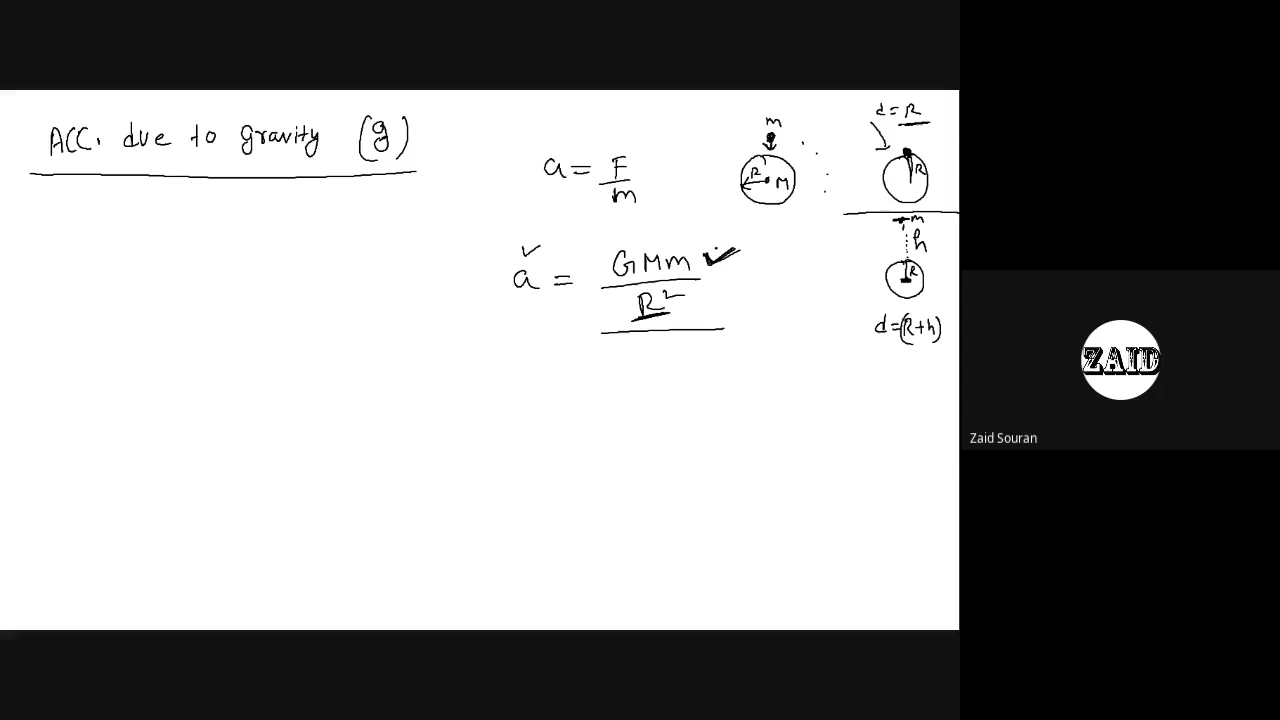 ACC. due to gravity (g)
a = F/m
a = GMm/R²
m
R M
d = R
R
m
h
R
d=(R+h)
ZAID
Zaid Souran